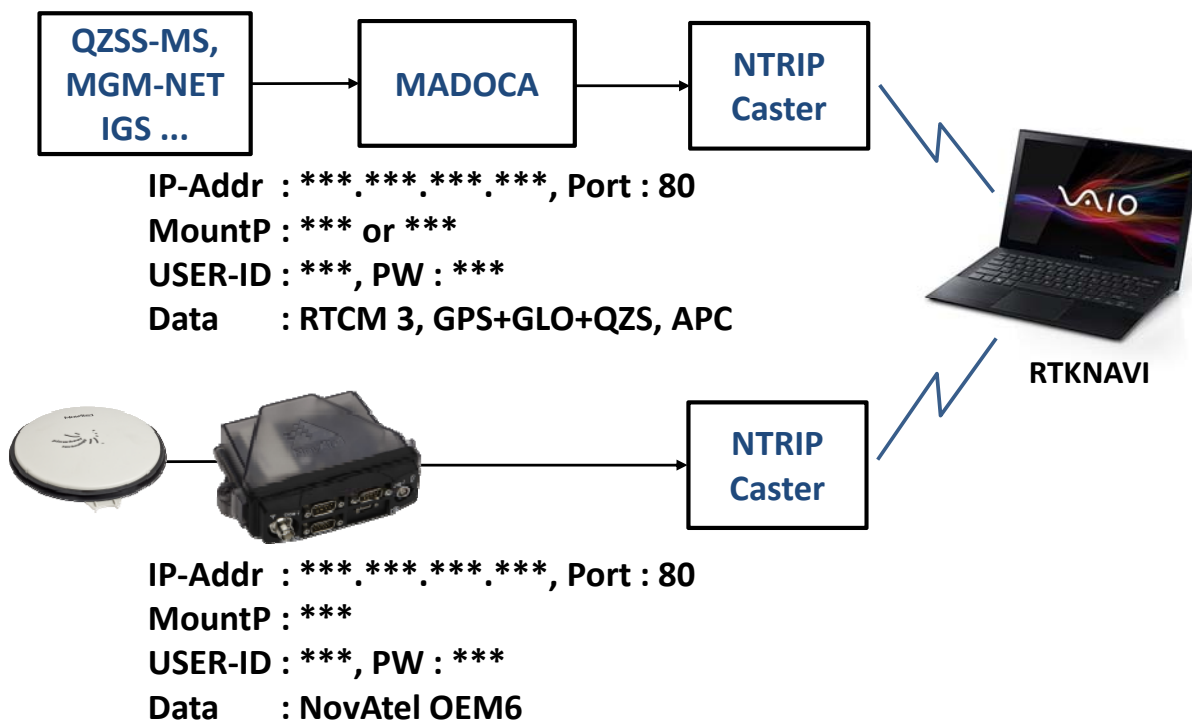 QZSS-MS,
MGM-NET
IGS ...
MADOCA
NTRIP
Caster
IP-Addr : ***.***.***.***, Port : 80
MountP : *** or ***
USER-ID : ***, PW : ***
Data : RTCM 3, GPS+GLO+QZS, APC
VAIO
RTKNAVI
NTRIP
Caster
IP-Addr : ***.***.***.***, Port : 80
MountP : ***
USER-ID : ***, PW : ***
Data : NovAtel OEM6